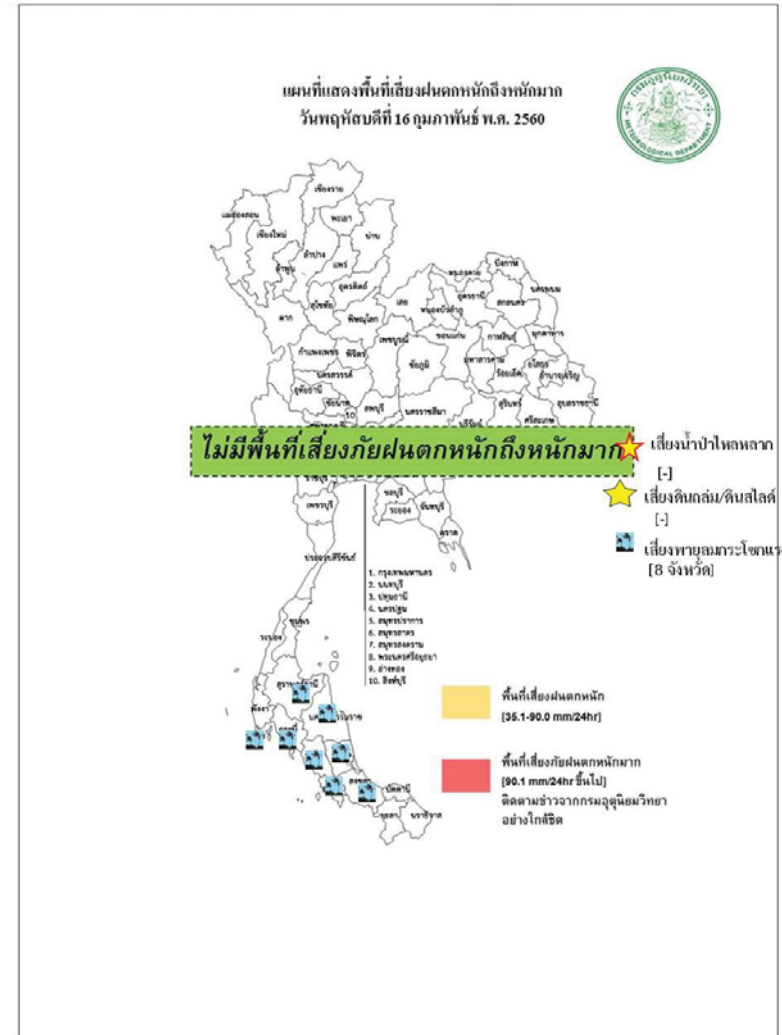 แผนที่แสดงพื้นที่เสี่ยงฝนตกหนักถึงหนักมาก
วันพฤหัสบดีที่ 16 กุมภาพันธ์ พ.ศ. 2560
กรมอุตุนิยมวิทยา
METEOROLOGICAL DEPARTMENT
เชียงราย
แม่ฮ่องสอน
พะเยา
เชียงใหม่
น่าน
ลำปาง
ลำพูน
แพร่
อุตรดิตถ์
บึงกาฬ
หนองคาย
นครพนม
อุดรธานี
สกลนคร
เลย
หนองบัวลำภู
สุโขทัย
ตาก
พิษณุโลก
เพชรบูรณ์
ขอนแก่น
กาฬสินธุ์
มุกดาหาร
กำแพงเพชร
พิจิตร
ชัยภูมิ
มหาสารคาม
ร้อยเอ็ด
ยโสธร
อำนาจเจริญ
นครสวรรค์
อุทัยธานี
ชัยนาท
10
ลพบุรี
นครราชสีมา
บุรีรัมย์
สุรินทร์
ศรีสะเกษ
อุบลราชธานี
ไม่มีพื้นที่เสี่ยงภัยฝนตกหนักถึงหนักมาก
เสี่ยงน้ำป่าไหลหลาก
[-]
เสี่ยงดินถล่ม/ดินสไลด์
[-]
เสี่ยงพายุลมกระโชกแร
[8 จังหวัด]
ราชบุรี
เพชรบุรี
ชลบุรี
ระยอง
จันทบุรี
ตราด
ประจวบคีรีขันธ์
1. กรุงเทพมหานคร
2. นนทบุรี
3. ปทุมธานี
4. นครปฐม
5. สมุทรปราการ
6. สมุทรสาคร
7. สมุทรสงคราม
8. พระนครศรีอยุธยา
9. อ่างทอง
10. สิงห์บุรี
ชุมพร
ระนอง
พังงา
พื้นที่เสี่ยงฝนตกหนัก
[35.1-90.0 mm/24hr]
พื้นที่เสี่ยงภัยฝนตกหนักมาก
[90.1 mm/24hr ขึ้นไป]
ติดตามข่าวจากกรมอุตุนิยมวิทยา
อย่างใกล้ชิด
สงขลา
ปัตตานี
ยะลา
นราธิวาส